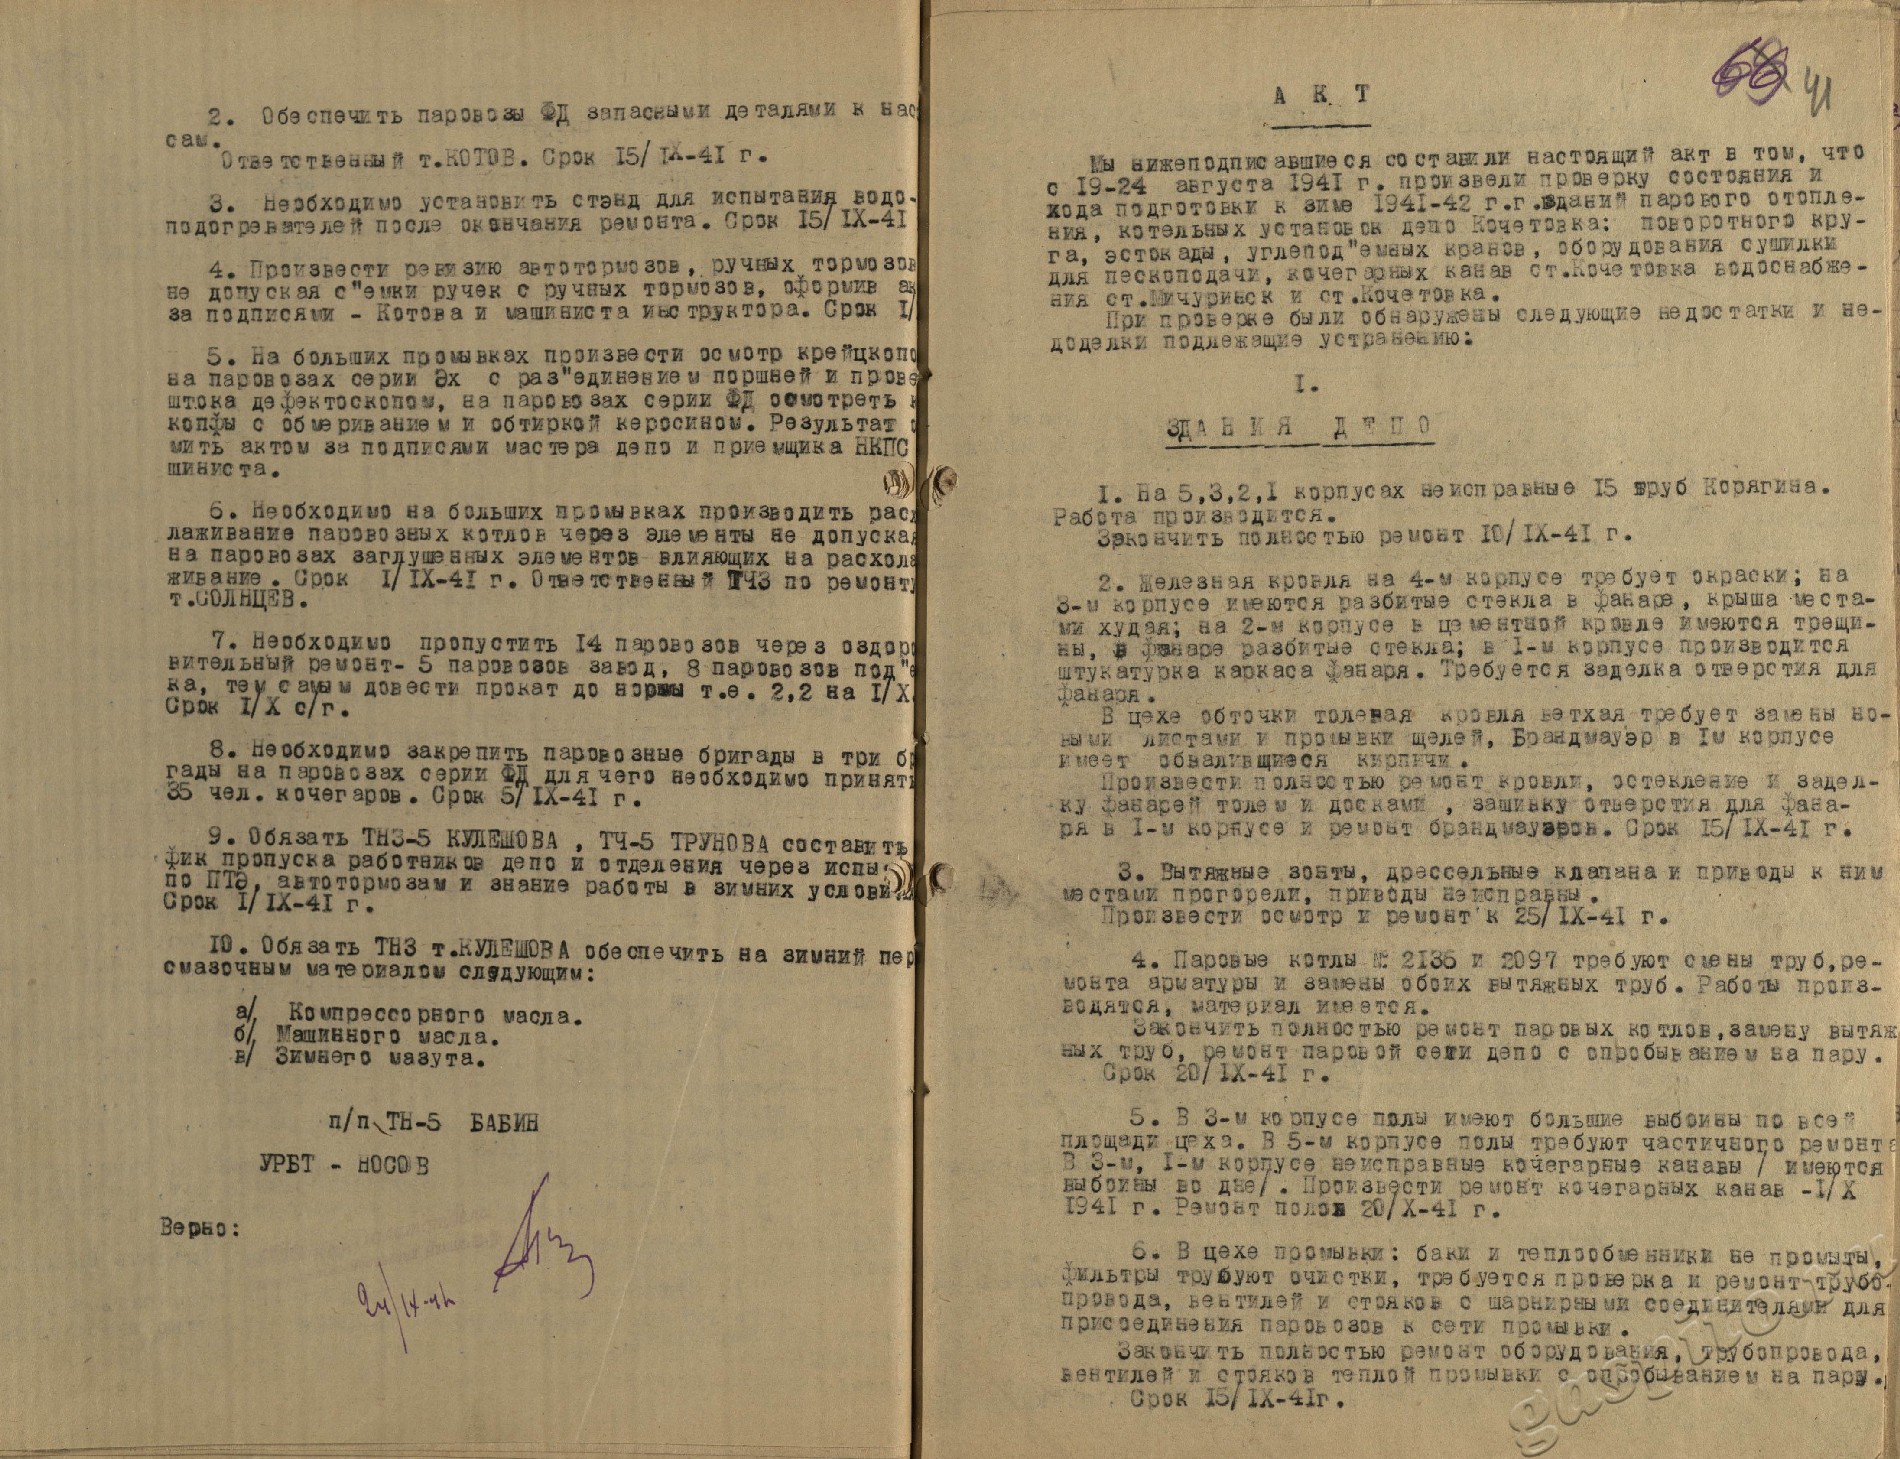 2. Обеспечить паровозы ФД запасными деталями к нас
сам.
Ответственный т.КОТОВ. Срок 15/IX-41 г.
3. Необходимо установить стэнд для испытания водо-
подогревателей после окончания ремонта. Срок 15/IX-41
4. Произвести ревизию автотормозов, ручных тормозов
не допуская с"емки ручек с ручных тормозов, оформив ак
за подписями - Котова и машиниста инструктора. Срок I/
5. На больших промывках произвести осмотр крейцкопф
на паровозах серии Эх с раз"единением поршней и прове
штока дефектоскопом, на паровозах серии ФД осмотреть к
копфы с обмериванием и обтиркой керосином. Результат о
мить актом за подписями мастера депо и приемщика НКПС
шиниста.
6. Необходимо на больших промывках производить расх
лаживание паровозных котлов через элементы не допуская
на паровозах заглушенных элементов влияющих на расхола
живание. Срок I/IX-41 г. Ответственный ТЧЗ по ремонту
т.СОЛНЦЕВ.
7. Необходимо пропустить 14 паровозов через оздоро
вительный ремонт- 5 паровозов завод, 8 паровозов под"е
ка, тем самым довести прокат до нормы т.е. 2,2 на I/X
Срок I/X с/г.
8. Необходимо закрепить паровозные бригады в три бр
гады на паровозах серии ФД для чего необходимо принять
35 чел. кочегаров. Срок 5/IX-41 г.
9. Обязать ТНЗ-5 КУЛЕШОВА , ТЧ-5 ТРУНОВА составить
фик пропуска работников депо и отделения через испы
по ПТЭ, автотормозам и знание работы в зимних услови
Срок I/IX-41 г.
10. Обязать ТНЗ т.КУЛЕШОВА обеспечить на зимний пер
смазочным материалом следующим:
а/ Компрессорного масла.
б/ Машинного масла.
в/ Зимнего мазута.
п/п ТН-5 БАБИН
УРБТ - НОСОВ
Верно:
24/IX-41
66 41
А К Т
Мы нижеподписавшиеся составили настоящий акт в том, что
с 19-24 августа 1941 г. произвели проверку состояния и
хода подготовки к зиме 1941-42 г.г.зданий парового отопле-
ния, котельных установок депо Кочетовка: поворотного кру-
га, эстокады, углепод"емных кранов, оборудования сушилки
для пескоподачи, кочегарных канав ст.Кочетовка водоснабже-
ния ст.Мичуринск и ст.Кочетовка.
При проверке были обнаружены следующие недостатки и не-
доделки подлежащие устранению:
I.
ЗДАНИЯ ДЕПО
1. На 5,3,2,1 корпусах неисправные 15 труб Корягина.
Работа производится.
Закончить полностью ремонт 10/IX-41 г.
2. Железная кровля на 4-м корпусе требует окраски; на
3-м корпусе имеются разбитые стекла в фанаре, крыша места-
ми худая; на 2-м корпусе в цементной кровле имеются трещи-
ны, в фанаре разбитые стекла; в 1-м корпусе производится
штукатурка каркаса фанаря. Требуется заделка отверстия для
фанаря.
В цехе обточки толевая кровля ветхая требует замены но-
выми листами и промывки щелей, Брандмауэр в 1м корпусе
имеет обвалившиеся кирпичи.
Произвести полностью ремонт кровли, остекление и задел-
ку фанарей толем и досками , зашивку отверстия для фана-
ря в 1-м корпусе и ремонт брандмауэров. Срок 15/IX-41 г.
3. Вытяжные зонты, дрессельные клапана и приводы к ним
местами прогорели, приводы неисправны.
Произвести осмотр и ремонт к 25/IX-41 г.
4. Паровые котлы № 2136 и 2097 требуют смены труб,ре-
монта арматуры и замены обоих вытяжных труб. Работы произ-
водятся, материал имеется.
Закончить полностью ремонт паровых котлов,замену вытяж
ных труб, ремонт паровой сети депо с опробыванием на пару.
Срок 20/IX-41 г.
5. В 3-м корпусе полы имеют большие выбоины по всей
площади цеха. В 5-м корпусе полы требуют частичного ремонта
В 3-м, 1-м корпусе неисправные кочегарные канавы / имеются
выбоины во дне/. Произвести ремонт кочегарных канав -I/X
1941 г. Ремонт полов 20/X-41 г.
6. В цехе промывки: баки и теплообменники не промыты,
фильтры трубуют очистки, требуется проверка и ремонт трубо-
провода, вентилей и стояков с шарнирными соединителями для
присоединения паровозов к сети промывки.
Закончить полностью ремонт оборудования, трубопровода,
вентилей и стояков теплой промывки с опробыванием на пару.
Срок 15/IX-41г.